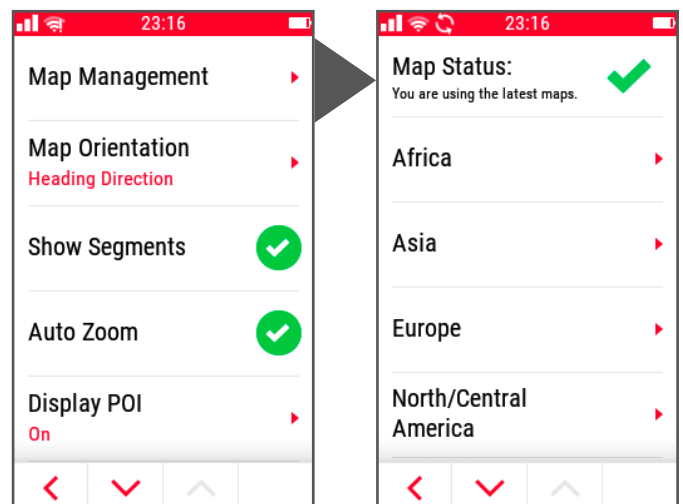 23:16
Map Management
Map Orientation
Heading Direction
Show Segments
Auto Zoom
Display POI
On
23:16
Map Status:
You are using the latest maps.
Africa
Asia
Europe
North/Central
America